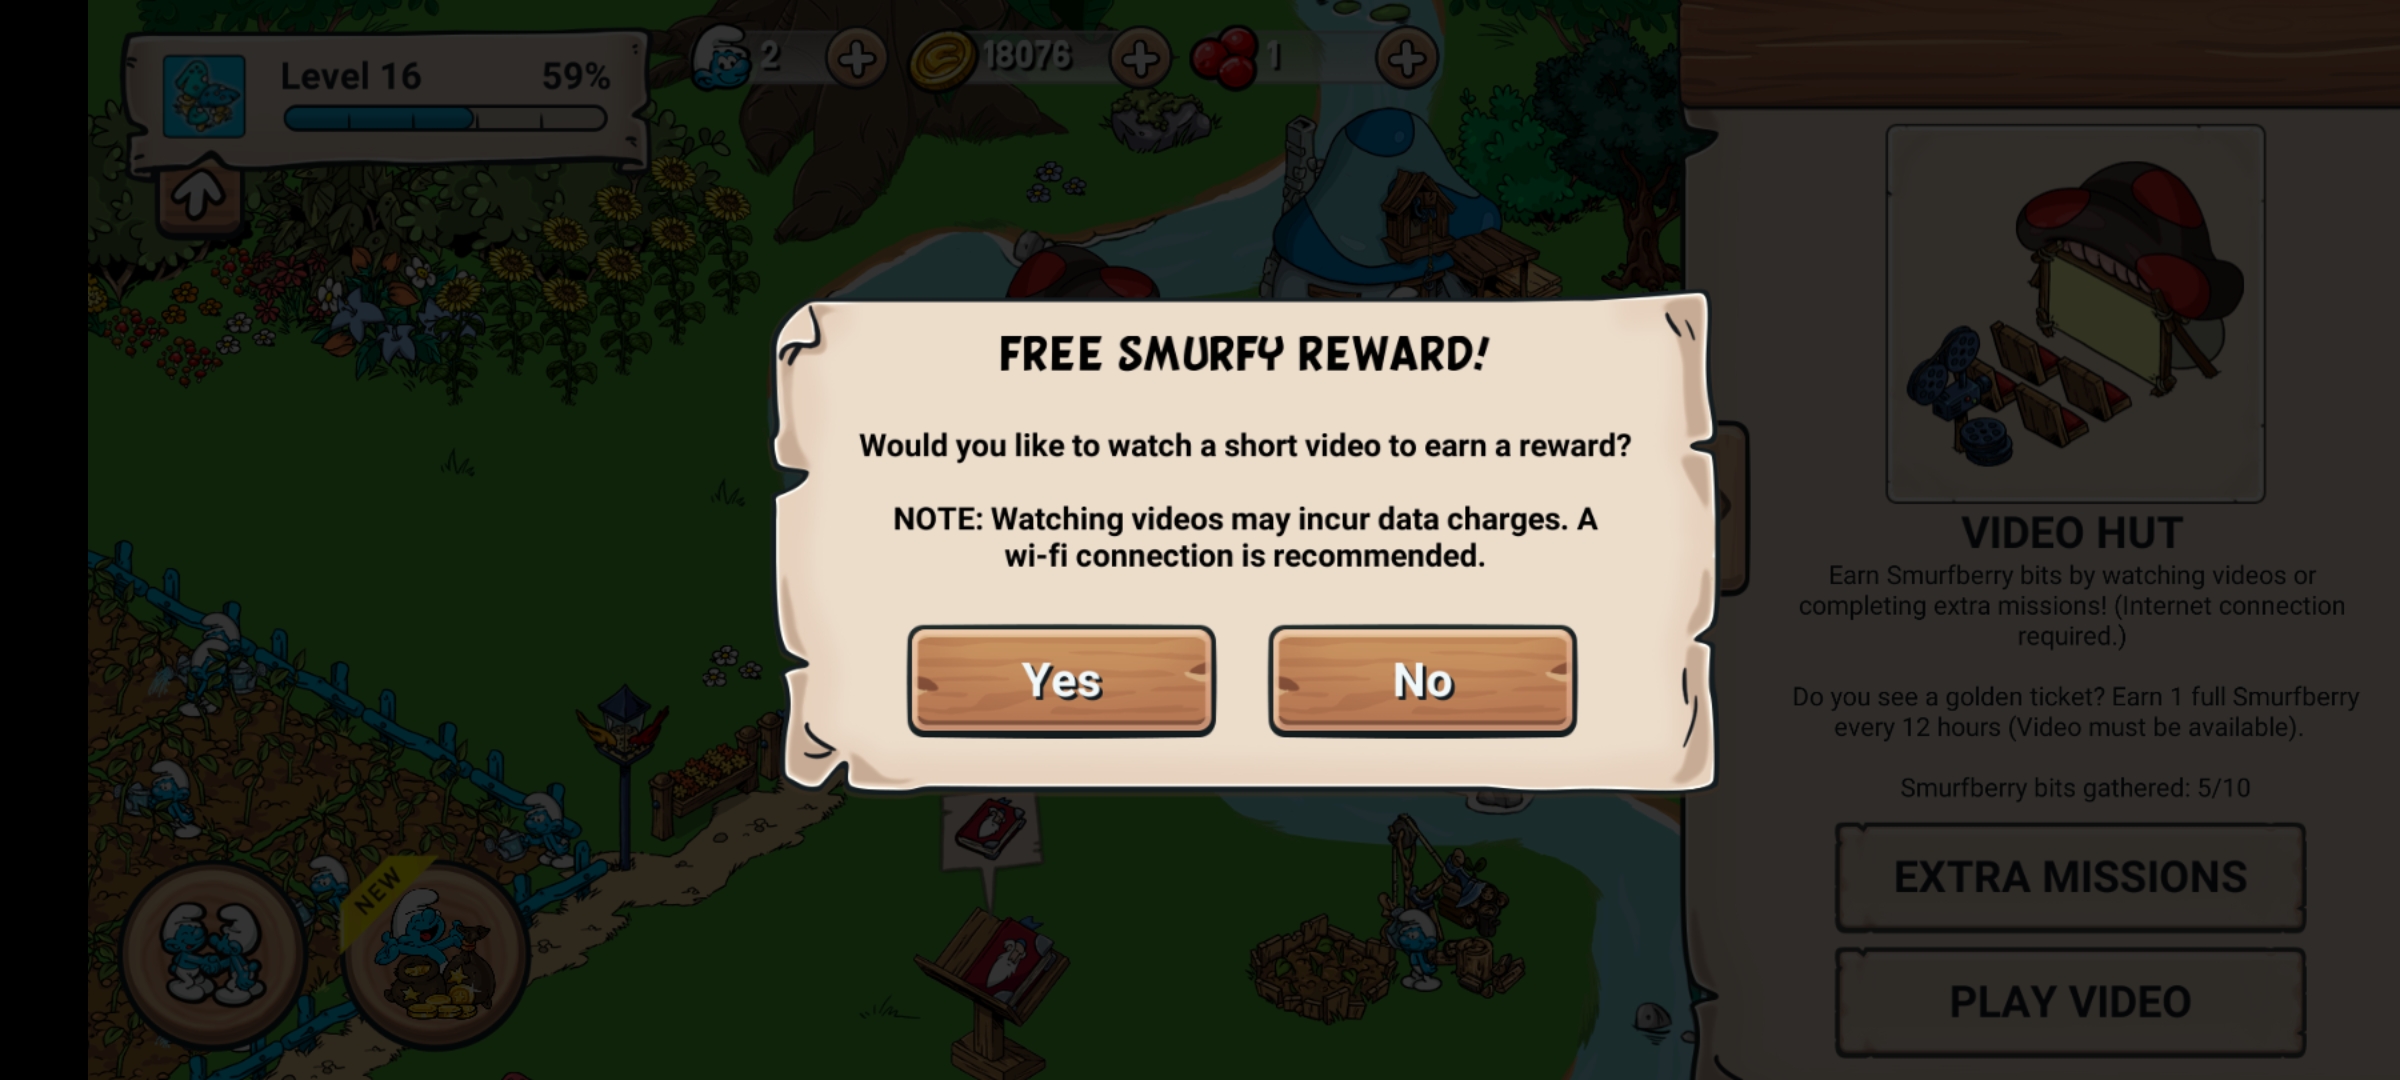 Level 16 59%
2
18076
1
FREE SMURFY REWARD!
Would you like to watch a short video to earn a reward?
NOTE: Watching videos may incur data charges. A
wi-fi connection is recommended.
Yes
No
VIDEO HUT
Earn Smurfberry bits by watching videos or
completing extra missions! (Internet connection
required.)
Do you see a golden ticket? Earn 1 full Smurfberry
every 12 hours (Video must be available).
Smurfberry bits gathered: 5/10
EXTRA MISSIONS
PLAY VIDEO
NEW